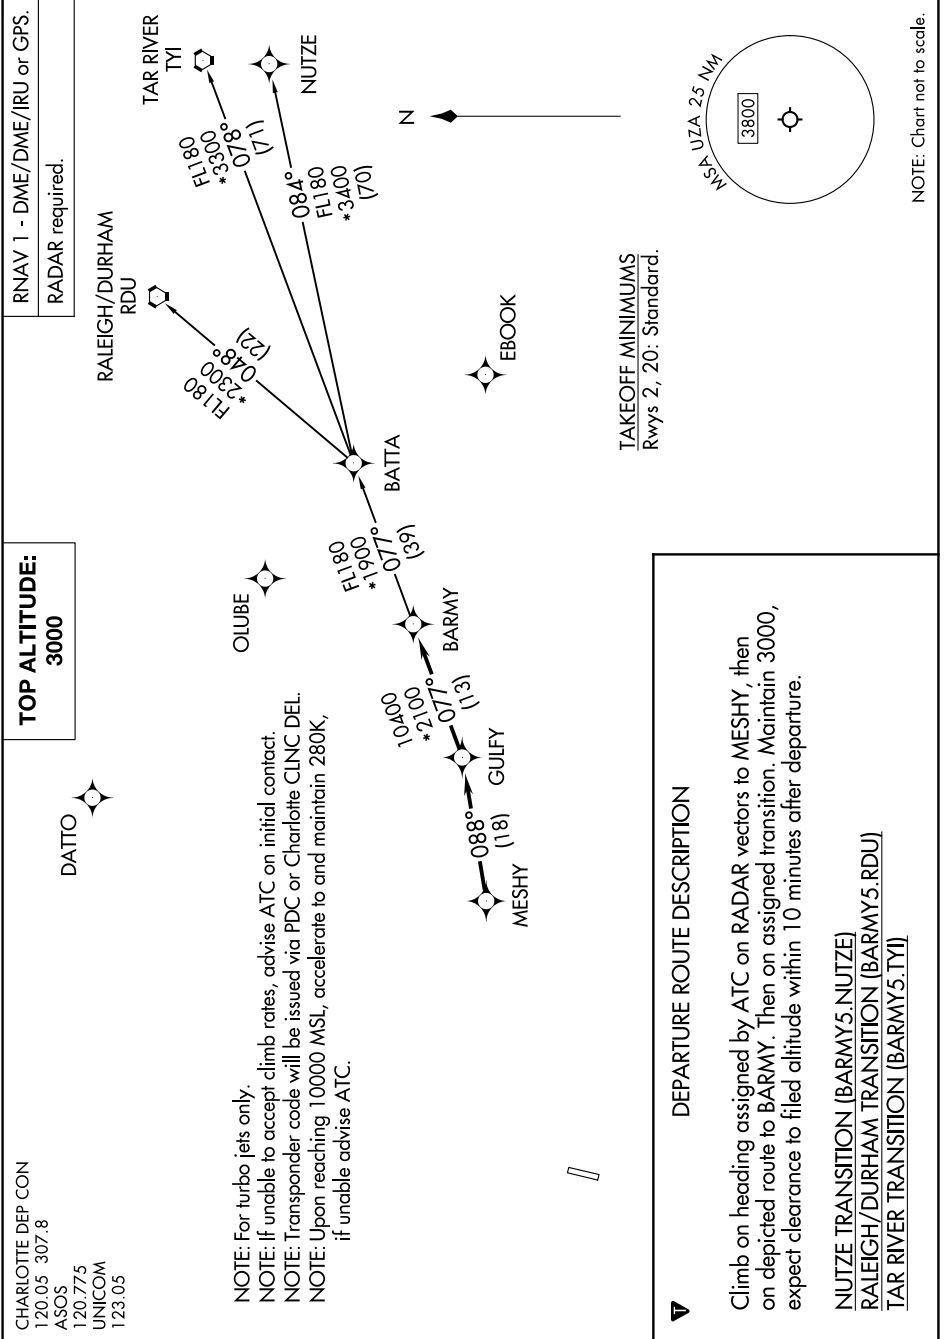 CHARLOTTE DEP CON
120.05 307.8
ASOS
120.775
UNICOM
123.05
TOP ALTITUDE:
3000
RNAV 1 - DME/DME/IRU or GPS.
RADAR required.
DATTO
OLUBE
RALEIGH/DURHAM
RDU
TAR RIVER
TYI
NUTZE
FL180
*2300
048°
(22)
FL180
*3300
078°
(71)
084°
FL180
*3400
(70)
N
MSA UZA 25 NM
3800
NOTE: For turbo jets only.
NOTE: If unable to accept climb rates, advise ATC on initial contact.
NOTE: Transponder code will be issued via PDC or Charlotte CLNC DEL.
NOTE: Upon reaching 10000 MSL, accelerate to and maintain 280K,
if unable advise ATC.
MESHY
088°
(18)
GULFY
10400
*2100
077°
(13)
BARMY
FL180
*1900
077°
(39)
BATTA
EBOOK
TAKEOFF MINIMUMS
Rwys 2, 20: Standard.
NOTE: Chart not to scale.
T
DEPARTURE ROUTE DESCRIPTION
Climb on heading assigned by ATC on RADAR vectors to MESHY, then
on depicted route to BARMY. Then on assigned transition. Maintain 3000,
expect clearance to filed altitude within 10 minutes after departure.
NUTZE TRANSITION (BARMY5.NUTZE)
RALEIGH/DURHAM TRANSITION (BARMY5.RDU)
TAR RIVER TRANSITION (BARMY5.TYI)